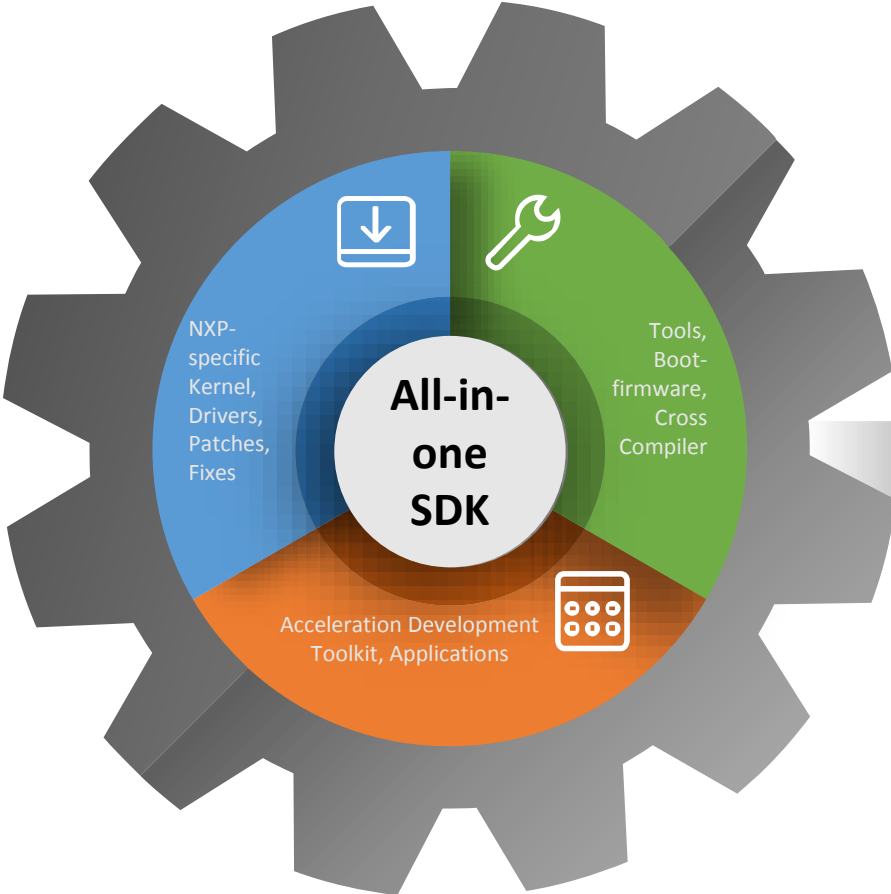 NXP-
specific
Kernel,
Drivers,
Patches,
Fixes
Tools,
Boot-
firmware,
Cross
Compiler
All-in-
one
SDK
Acceleration Development
Toolkit, Applications